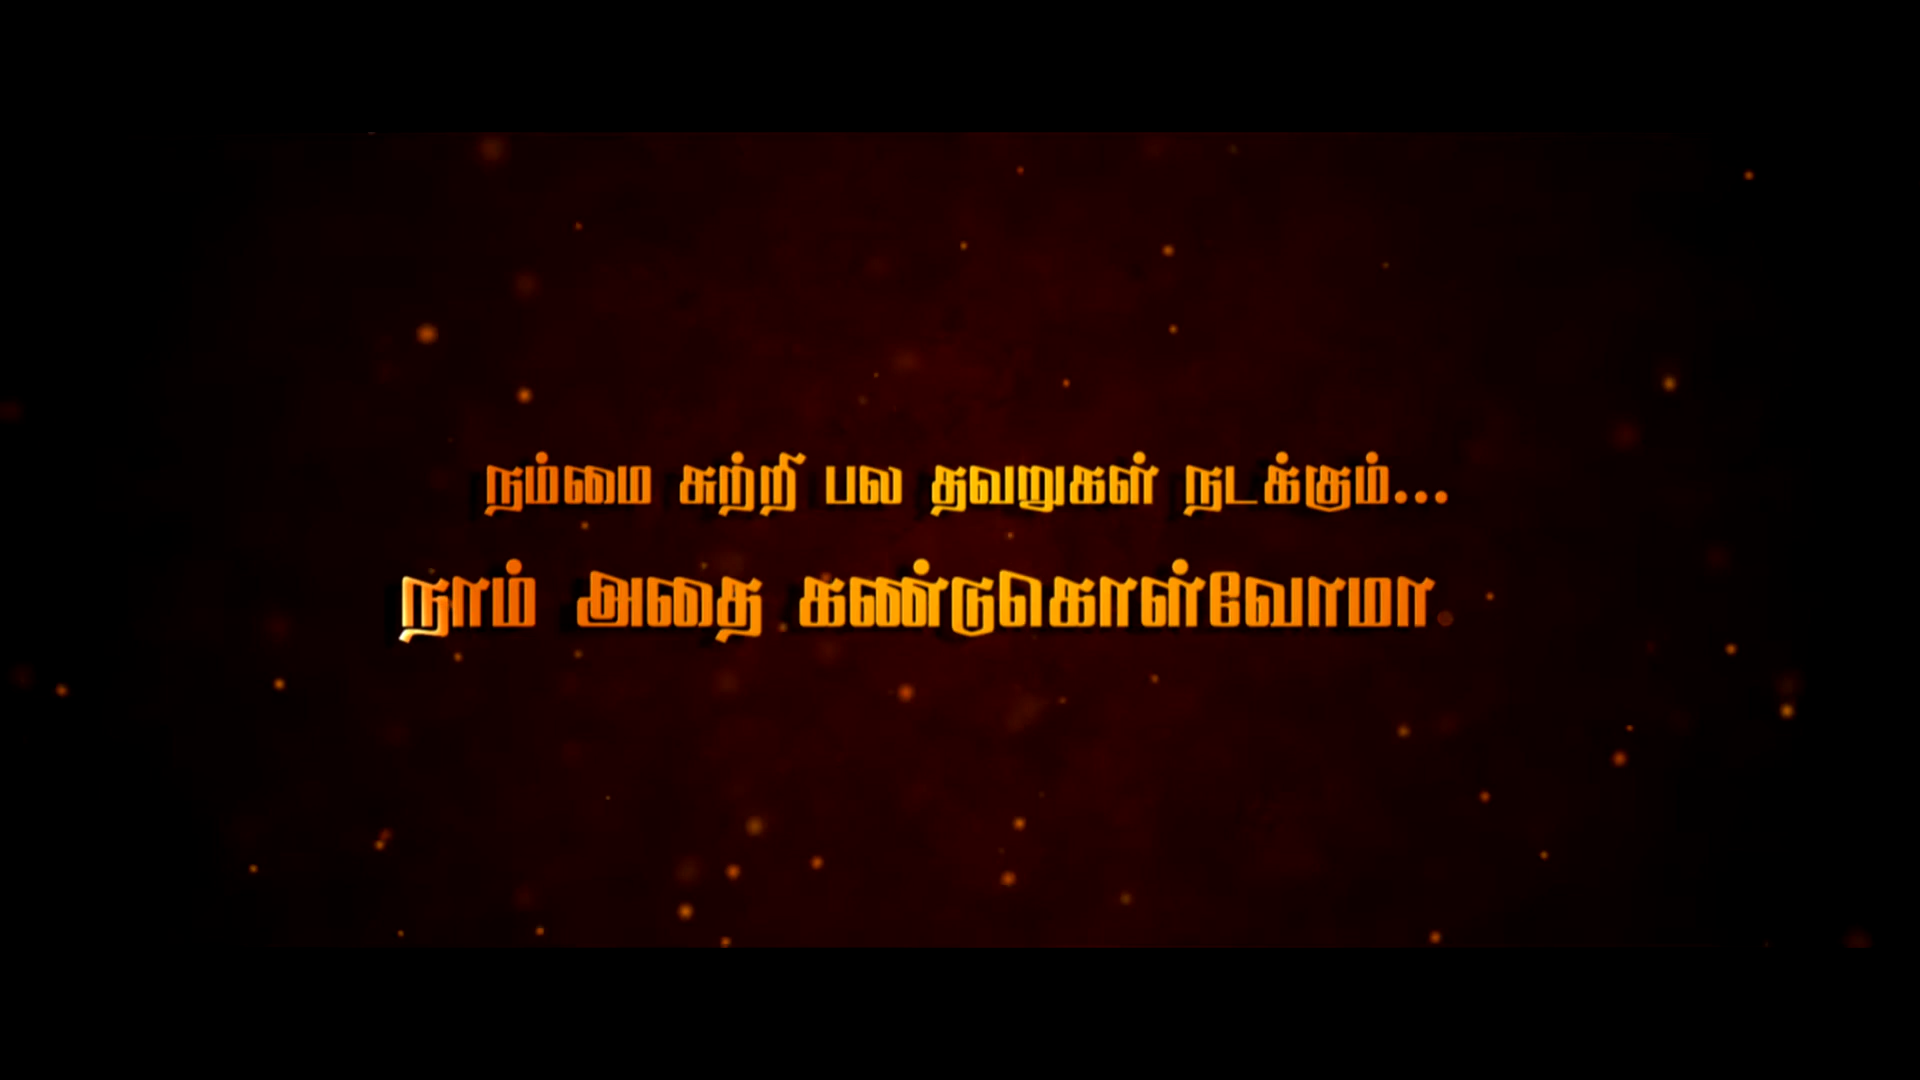 நம்மை சுற்றி பல தவறுகள் நடக்கும்...
நாம் அதை கண்டுகொள்வோமா